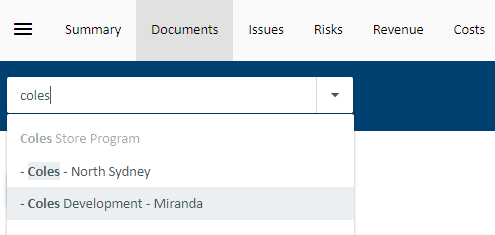 Summary Documents Issues Risks Revenue Costs
coles
Coles Store Program
- Coles - North Sydney
- Coles Development - Miranda